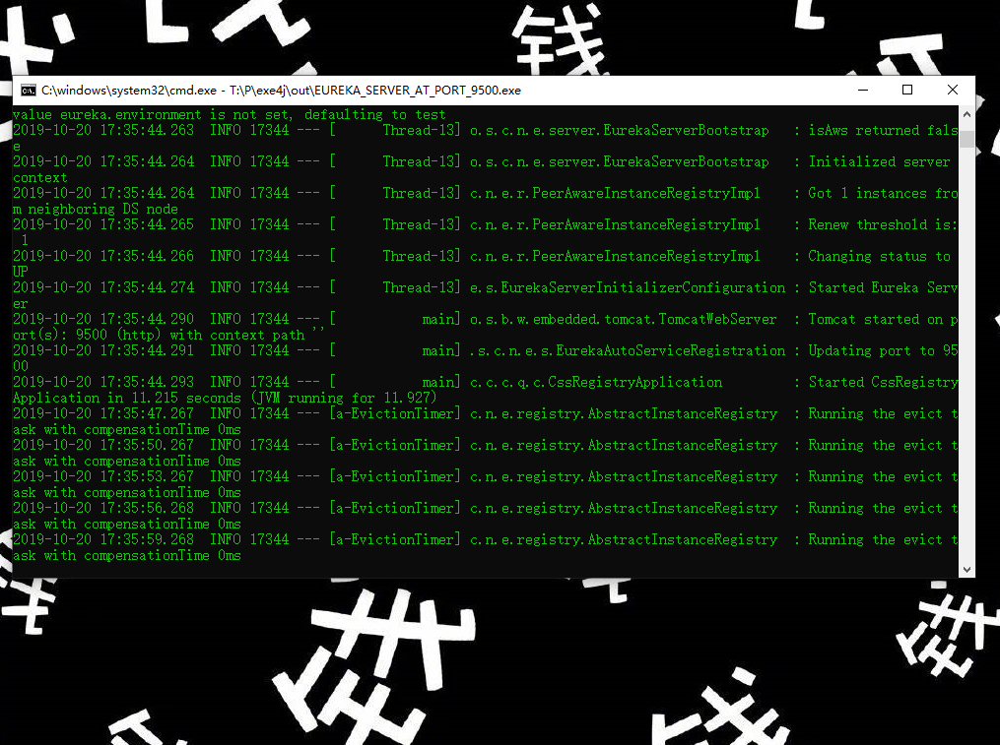 钱
C:\windows\system32\cmd.exe - T:\P\exe4j\out\EUREKA_SERVER_AT_PORT_9500.exe
value eureka.environment is not set, defaulting to test
2019-10-20 17:35:44.263  INFO 17344 --- [      Thread-13] o.s.c.n.e.server.EurekaServerBootstrap   : isAws returned fals
e
2019-10-20 17:35:44.264  INFO 17344 --- [      Thread-13] o.s.c.n.e.server.EurekaServerBootstrap   : Initialized server
context
2019-10-20 17:35:44.264  INFO 17344 --- [      Thread-13] c.n.e.r.PeerAwareInstanceRegistryImpl    : Got 1 instances fro
m neighboring DS node
2019-10-20 17:35:44.265  INFO 17344 --- [      Thread-13] c.n.e.r.PeerAwareInstanceRegistryImpl    : Renew threshold is:
 1
2019-10-20 17:35:44.266  INFO 17344 --- [      Thread-13] c.n.e.r.PeerAwareInstanceRegistryImpl    : Changing status to
UP
2019-10-20 17:35:44.274  INFO 17344 --- [      Thread-13] e.s.EurekaServerInitializerConfiguration : Started Eureka Serv
er
2019-10-20 17:35:44.290  INFO 17344 --- [           main] o.s.b.w.embedded.tomcat.TomcatWebServer  : Tomcat started on p
ort(s): 9500 (http) with context path ''
2019-10-20 17:35:44.291  INFO 17344 --- [           main] .s.c.n.e.s.EurekaAutoServiceRegistration : Updating port to 95
00
2019-10-20 17:35:44.293  INFO 17344 --- [           main] c.c.c.q.c.CssRegistryApplication         : Started CssRegistry
Application in 11.215 seconds (JVM running for 11.927)
2019-10-20 17:35:47.267  INFO 17344 --- [a-EvictionTimer] c.n.e.registry.AbstractInstanceRegistry  : Running the evict t
ask with compensationTime 0ms
2019-10-20 17:35:50.267  INFO 17344 --- [a-EvictionTimer] c.n.e.registry.AbstractInstanceRegistry  : Running the evict t
ask with compensationTime 0ms
2019-10-20 17:35:53.267  INFO 17344 --- [a-EvictionTimer] c.n.e.registry.AbstractInstanceRegistry  : Running the evict t
ask with compensationTime 0ms
2019-10-20 17:35:56.268  INFO 17344 --- [a-EvictionTimer] c.n.e.registry.AbstractInstanceRegistry  : Running the evict t
ask with compensationTime 0ms
2019-10-20 17:35:59.268  INFO 17344 --- [a-EvictionTimer] c.n.e.registry.AbstractInstanceRegistry  : Running the evict t
ask with compensationTime 0ms
钱
钱